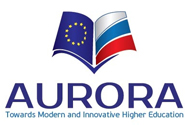 AURORA
Towards Modern and Innovative Higher Education